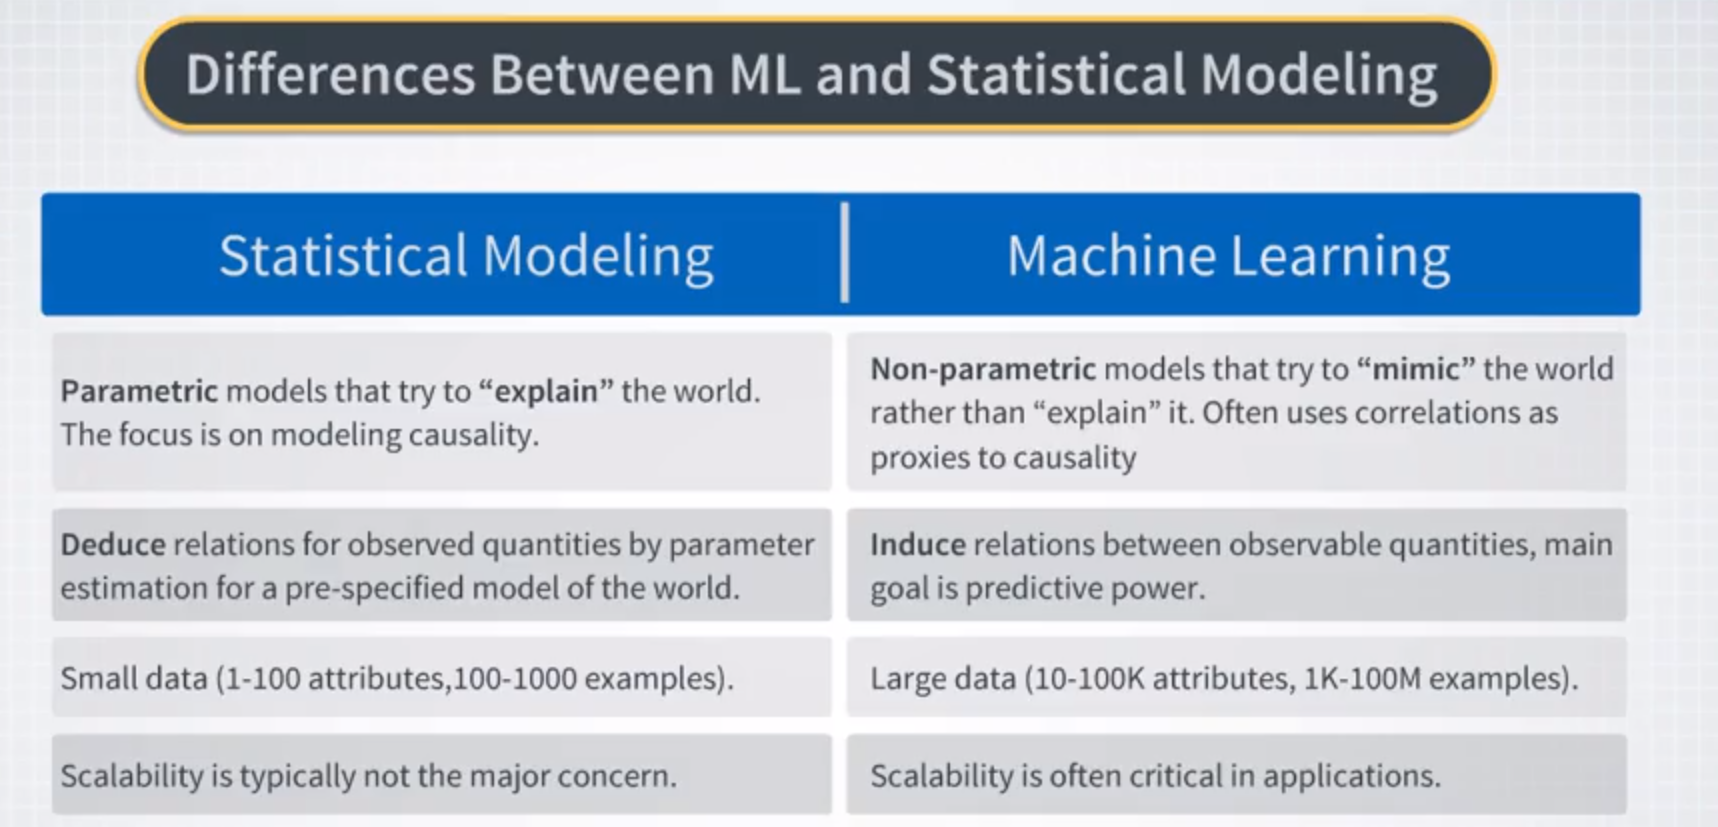 Differences Between ML and Statistical Modeling
Statistical Modeling
Machine Learning
Parametric models that try to “explain” the world.
The focus is on modeling causality.
Non-parametric models that try to “mimic” the world
rather than “explain” it. Often uses correlations as
proxies to causality
Deduce relations for observed quantities by parameter
estimation for a pre-specified model of the world.
Induce relations between observable quantities, main
goal is predictive power.
Small data (1-100 attributes,100-1000 examples).
Large data (10-100K attributes, 1K-100M examples).
Scalability is typically not the major concern.
Scalability is often critical in applications.